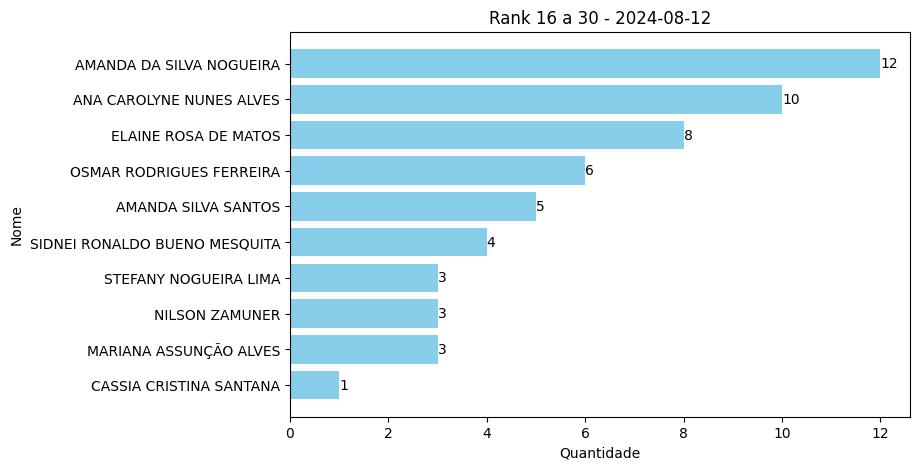 Rank 16 a 30 - 2024-08-12
Nome
AMANDA DA SILVA NOGUEIRA 12
ANA CAROLYNE NUNES ALVES 10
ELAINE ROSA DE MATOS 8
OSMAR RODRIGUES FERREIRA 6
AMANDA SILVA SANTOS 5
SIDNEI RONALDO BUENO MESQUITA 4
STEFANY NOGUEIRA LIMA 3
NILSON ZAMUNER 3
MARIANA ASSUNÇÃO ALVES 3
CASSIA CRISTINA SANTANA 1
0 2 4 6 8 10 12
Quantidade